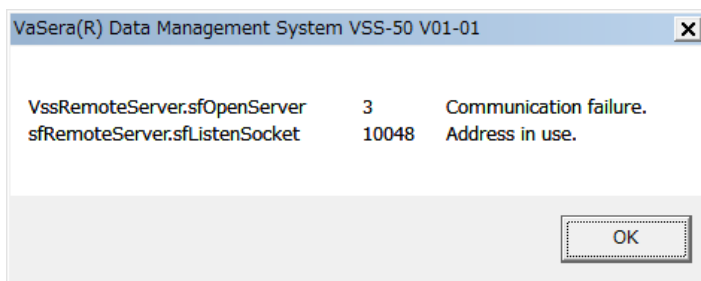 VaSera(R) Data Management System VSS-50 V01-01
VssRemoteServer.sfOpenServer 3 Communication failure.
sfRemoteServer.sfListenSocket 10048 Address in use.
OK